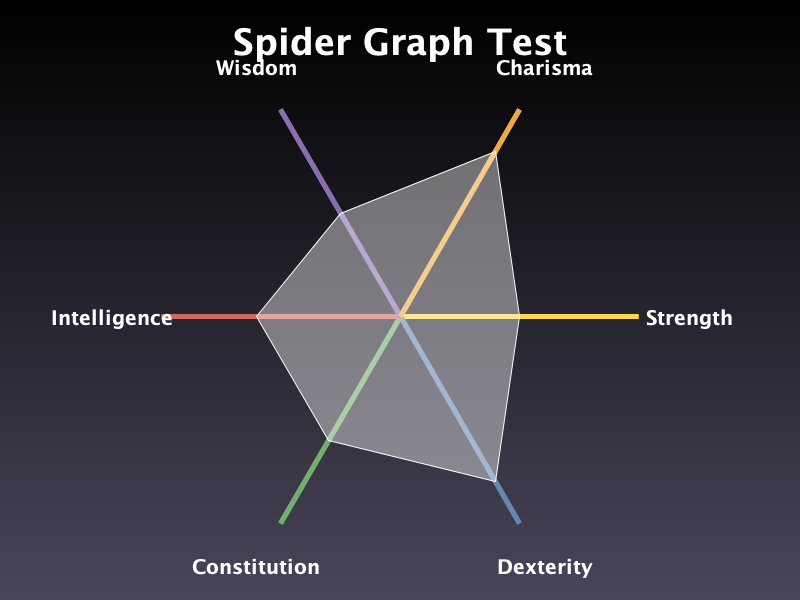 Spider Graph Test
Wisdom
Charisma
Intelligence
Strength
Constitution
Dexterity